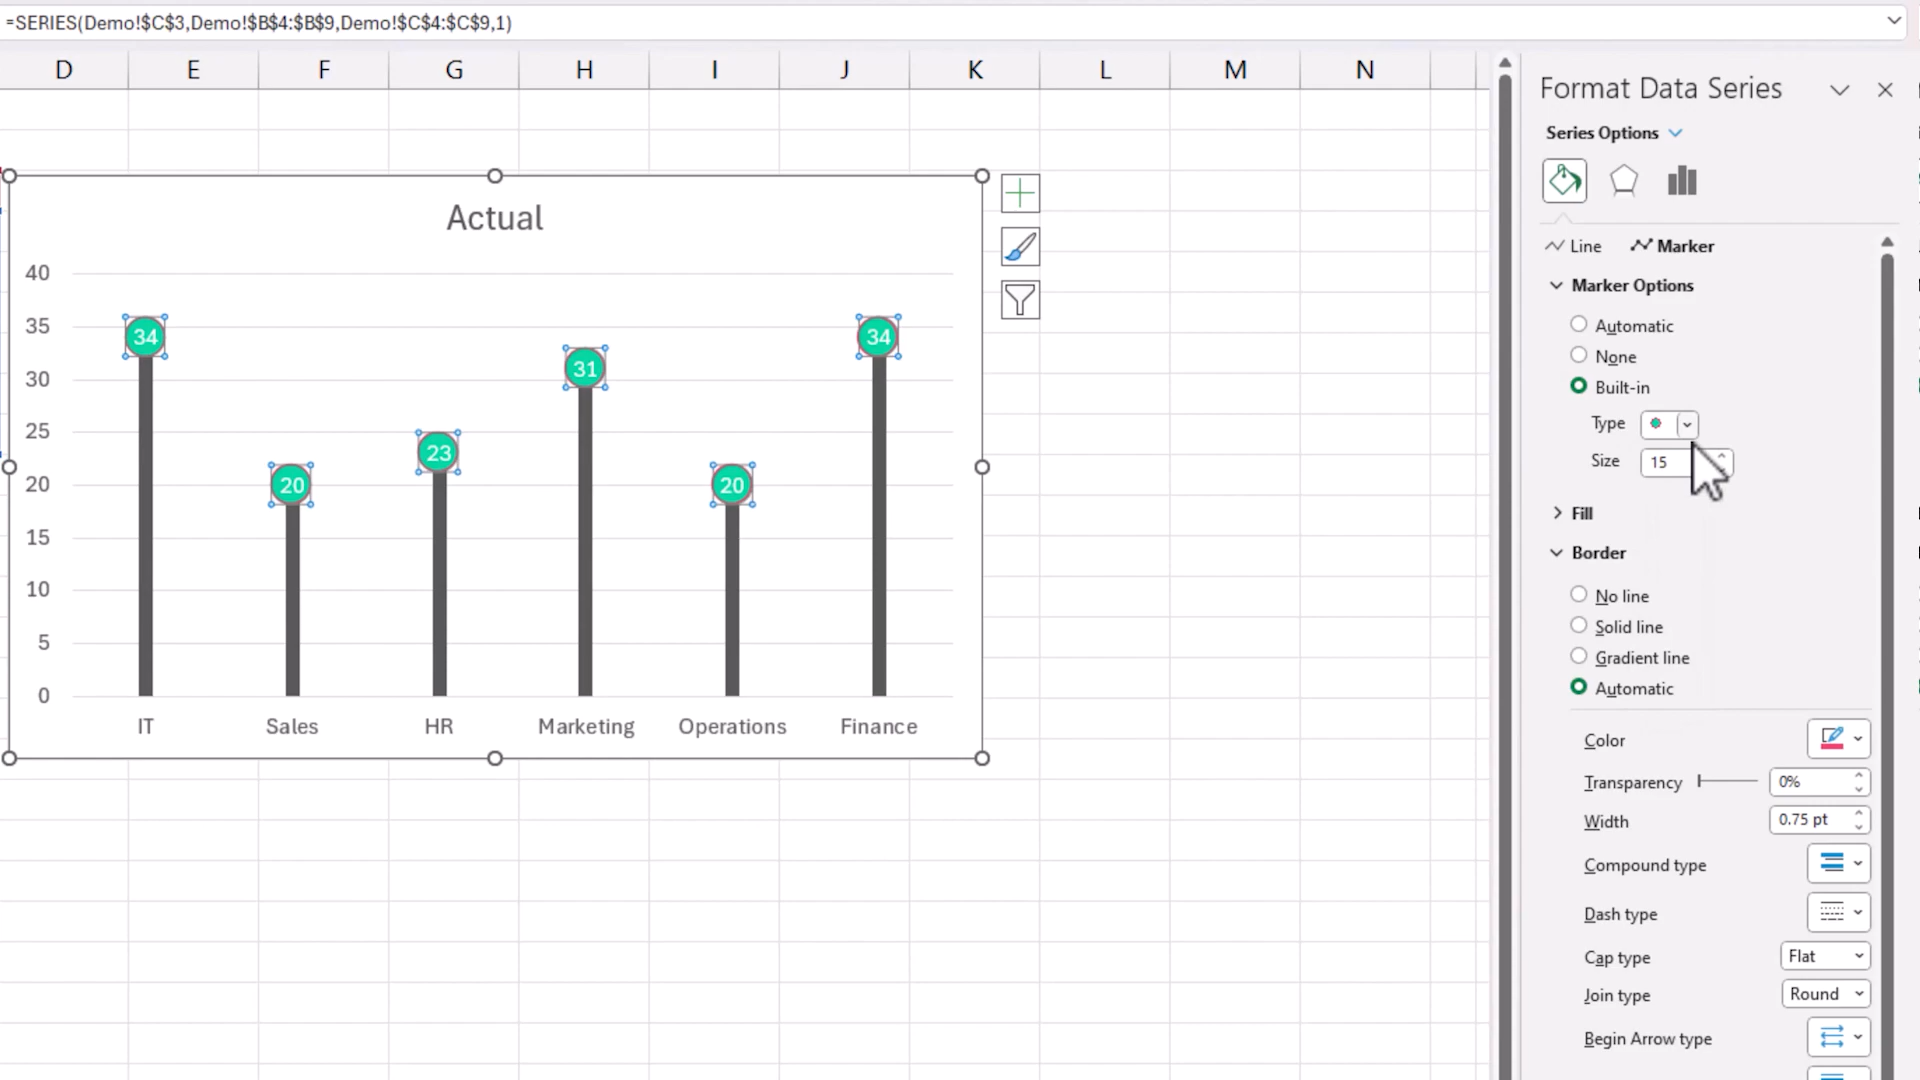 =SERIES(Demo!$C$3,Demo!$B$4:$B$9,Demo!$C$4:$C$9,1)
D E F G H I J K L M N
Actual
40
35
30
25
20
15
10
5
0
34 20 23 31 20 34
IT Sales HR Marketing Operations Finance
Format Data Series
Series Options
Line Marker
Marker Options
Automatic
None
Built-in
Type
Size 15
Fill
Border
No line
Solid line
Gradient line
Automatic
Color
Transparency 0%
Width 0.75 pt
Compound type
Dash type
Cap type Flat
Join type Round
Begin Arrow type